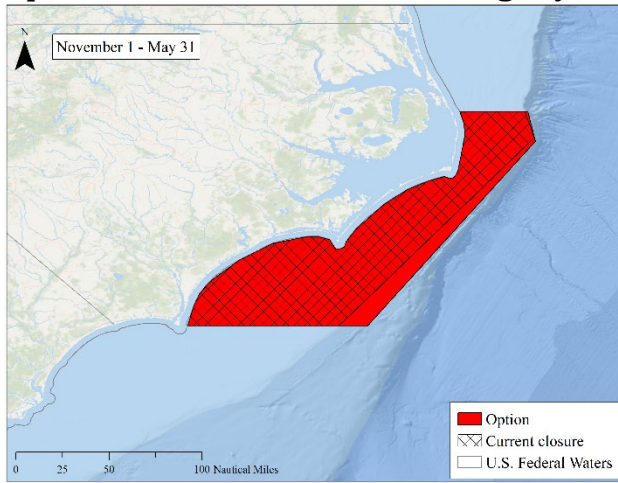 N
November 1 - May 31
Option
Current closure
U.S. Federal Waters
0 25 50 100 Nautical Miles